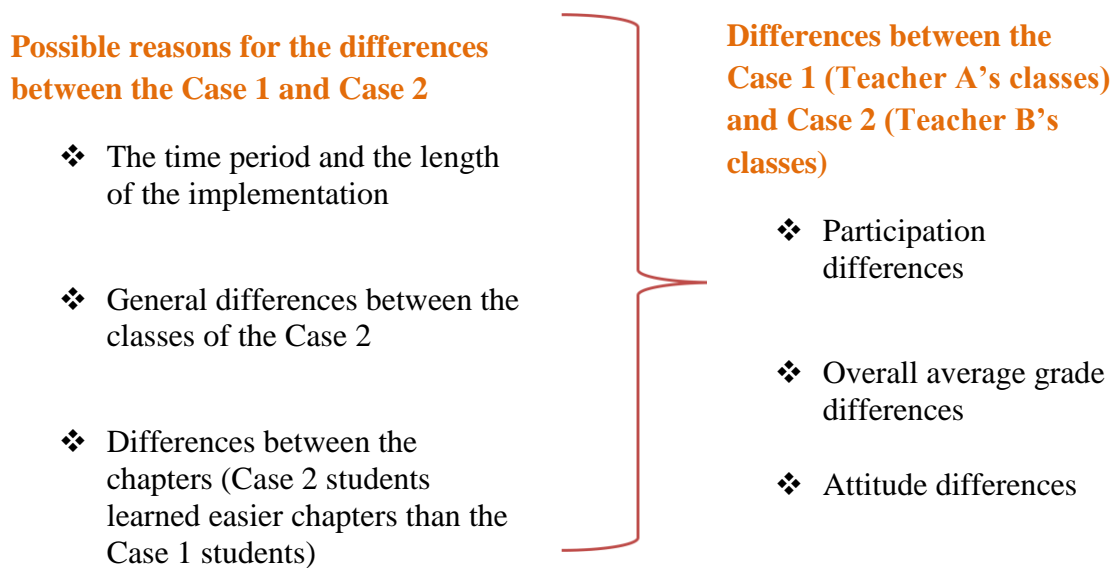 Possible reasons for the differences
between the Case 1 and Case 2
❖ The time period and the length
of the implementation
❖ General differences between the
classes of the Case 2
❖ Differences between the
chapters (Case 2 students
learned easier chapters than the
Case 1 students)
Differences between the
Case 1 (Teacher A’s classes)
and Case 2 (Teacher B’s
classes)
❖ Participation
differences
❖ Overall average grade
differences
❖ Attitude differences